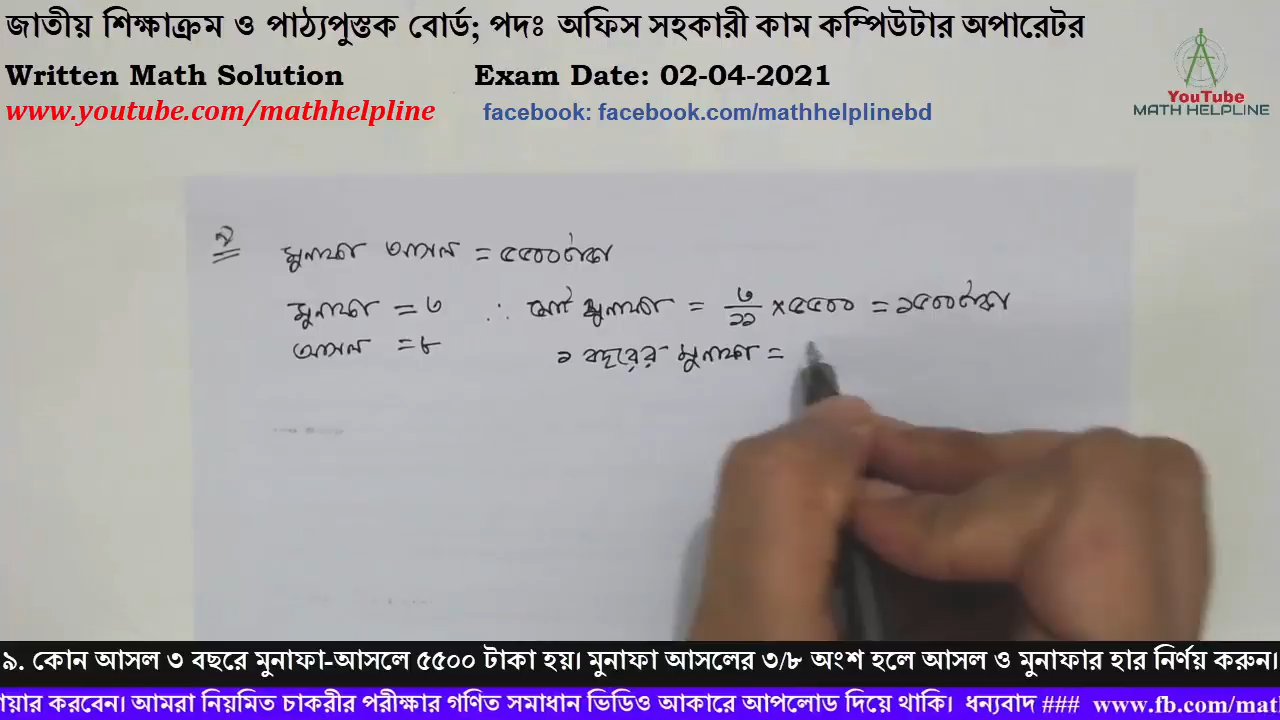 জাতীয় শিক্ষাক্রম ও পাঠ্যপুস্তক বোর্ড; পদঃ অফিস সহকারী কাম কম্পিউটার অপারেটর
Written Math Solution Exam Date: 02-04-2021
www.youtube.com/mathhelpline facebook: facebook.com/mathhelplinebd
YouTube
MATH HELPLINE
৯ মুনাফা আসল = ৫৫০০ টাকা
মুনাফা = ৩ ∴ মোট মুনাফা = ৩/১১ × ৫৫০০ = ১৫০০ টাকা
আসল = ৮ ১ বছরের মুনাফা =
৯. কোন আসল ৩ বছরে মুনাফা-আসলে ৫৫০০ টাকা হয়। মুনাফা আসলের ৩/৮ অংশ হলে আসল ও মুনাফার হার নির্ণয় করুন।
য়ার করবেন। আমরা নিয়মিত চাকরীর পরীক্ষার গণিত সমাধান ভিডিও আকারে আপলোড দিয়ে থাকি। ধন্যবাদ ### www.fb.com/mat